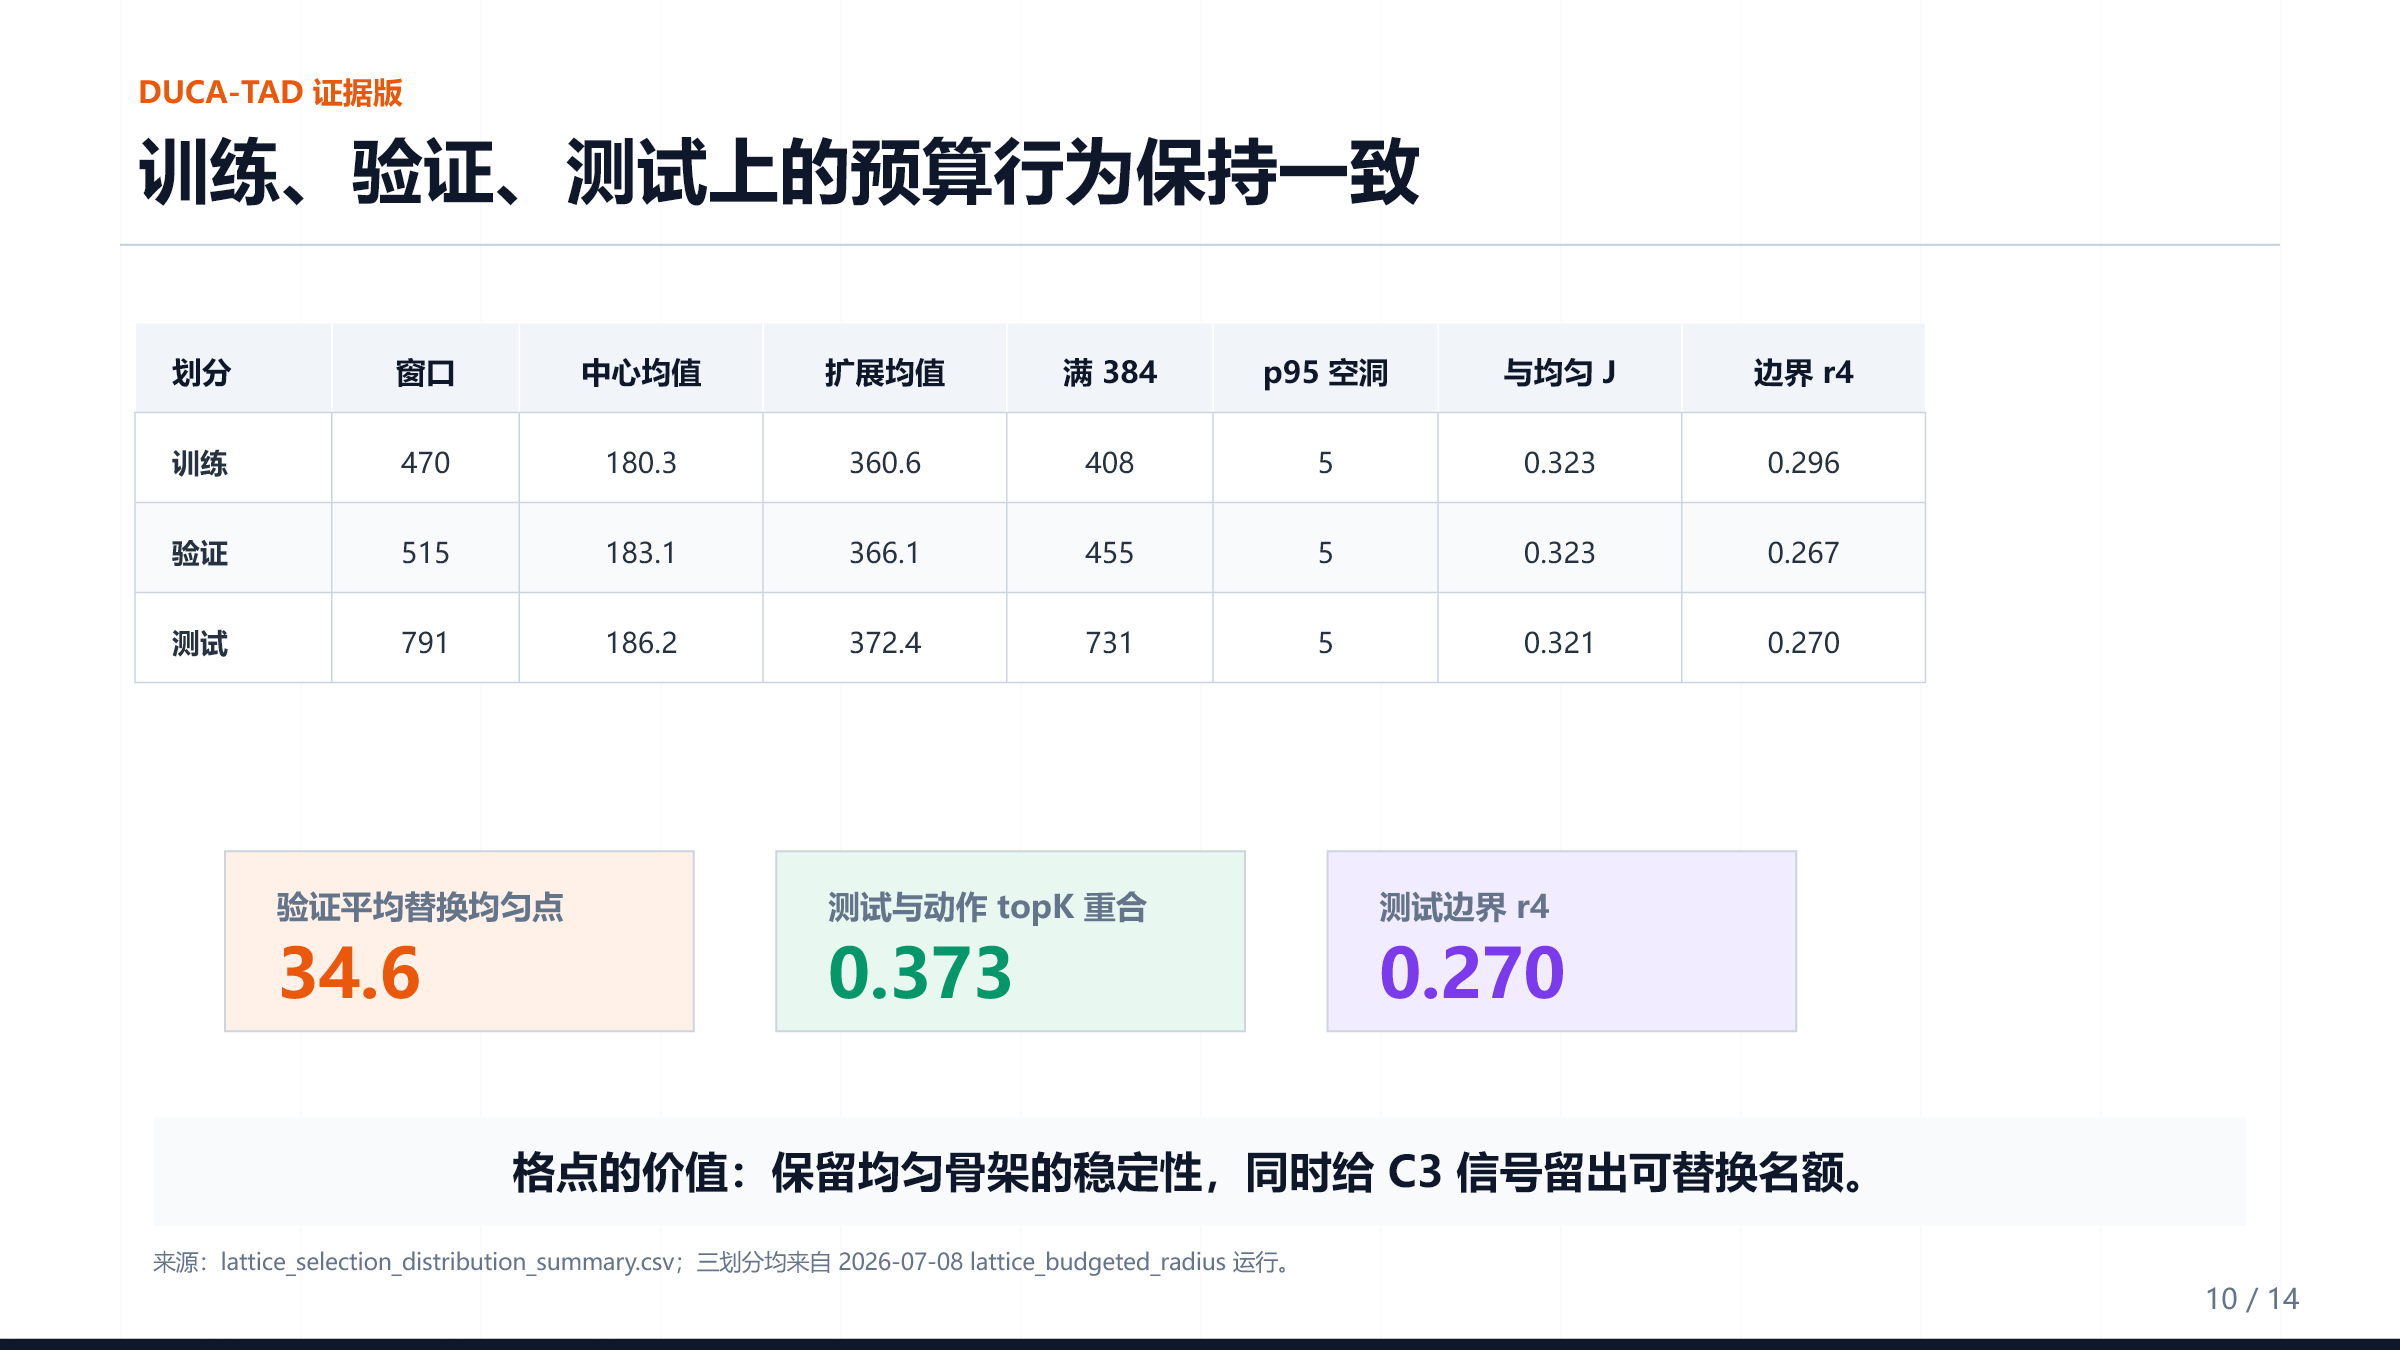 DUCA-TAD 证据版
训练、验证、测试上的预算行为保持一致
划分 窗口 中心均值 扩展均值 满 384 p95 空洞 与均匀 J 边界 r4
训练 470 180.3 360.6 408 5 0.323 0.296
验证 515 183.1 366.1 455 5 0.323 0.267
测试 791 186.2 372.4 731 5 0.321 0.270
验证平均替换均匀点
34.6
测试与动作 topK 重合
0.373
测试边界 r4
0.270
格点的价值：保留均匀骨架的稳定性，同时给 C3 信号留出可替换名额。
来源：lattice_selection_distribution_summary.csv；三划分均来自 2026-07-08 lattice_budgeted_radius 运行。
10 / 14